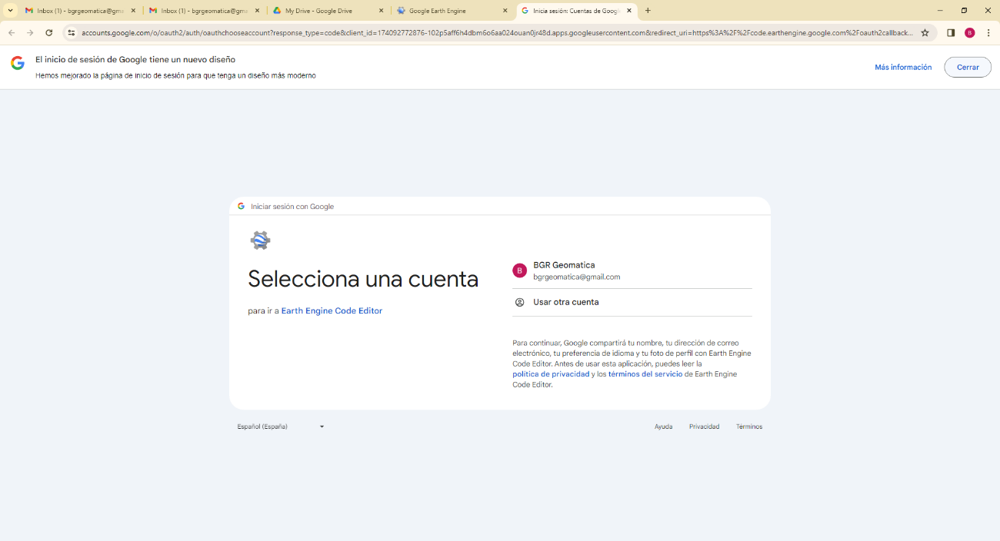 Inbox (1) - bgrgeomatica@gma
Inbox (1) - bgrgeomatica@gma
My Drive - Google Drive
Google Earth Engine
Inicia sesión: Cuentas de Googl
accounts.google.com/o/oauth2/auth/oauthchooseaccount?response_type=code&client_id=174092772876-102p5aff6h4dbm6o6aa024ouan0jr48d.apps.googleusercontent.com&redirect_uri=https%3A%2F%2Fcode.earthengine.google.com%2Foauth2callback...
B
El inicio de sesión de Google tiene un nuevo diseño
Hemos mejorado la página de inicio de sesión para que tenga un diseño más moderno
Más información
Cerrar
Iniciar sesión con Google
Selecciona una cuenta
para ir a Earth Engine Code Editor
B
BGR Geomatica
bgrgeomatica@gmail.com
Usar otra cuenta
Para continuar, Google compartirá tu nombre, tu dirección de correo
electrónico, tu preferencia de idioma y tu foto de perfil con Earth Engine
Code Editor. Antes de usar esta aplicación, puedes leer la
política de privacidad y los términos del servicio de Earth Engine
Code Editor.
Español (España)
Ayuda
Privacidad
Términos